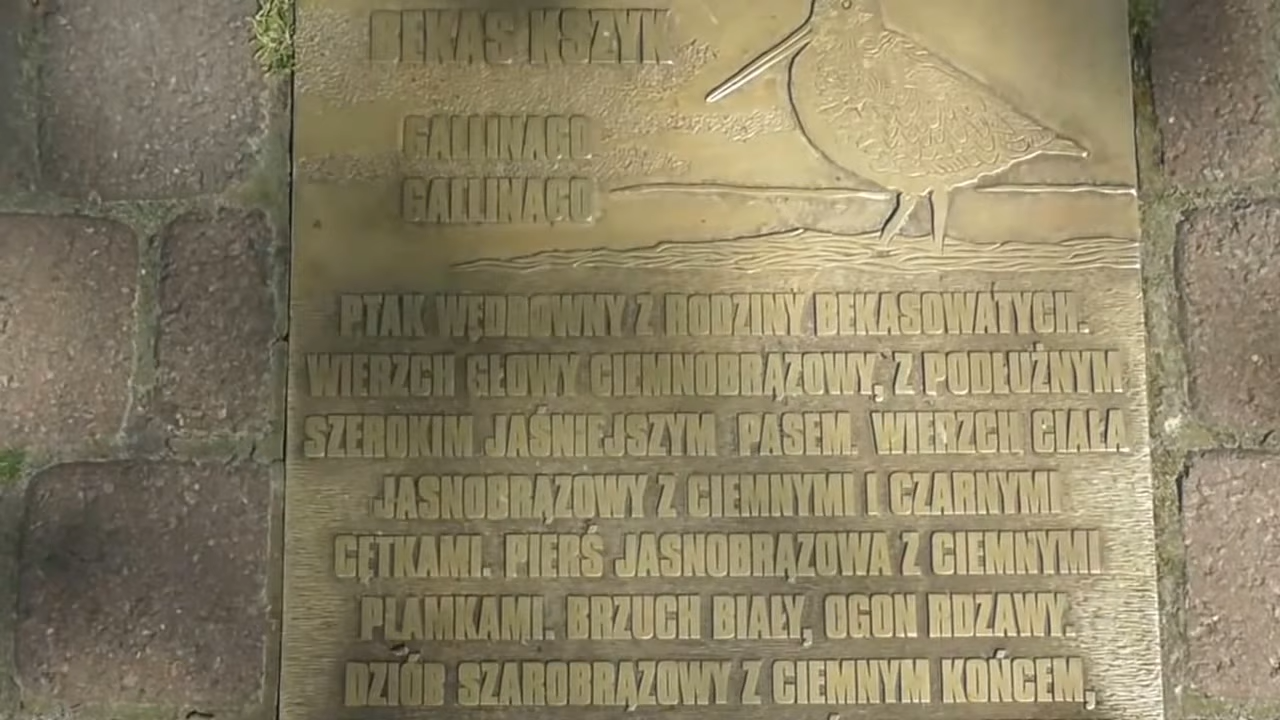 BEKAS KSZYK
GALLINAGO
GALLINAGO
PTAK WĘDROWNY Z RODZINY BEKASOWATYCH.
WIERZCH GŁOWY CIEMNOBRĄZOWY, Z PODŁUŻNYM
SZEROKIM JAŚNIEJSZYM PASEM. WIERZCH CIAŁA
JASNOBRĄZOWY Z CIEMNYMI I CZARNYMI
CĘTKAMI. PIERŚ JASNOBRĄZOWA Z CIEMNYMI
PLAMKAMI. BRZUCH BIAŁY, OGON RDZAWY.
DZIÓB SZAROBRĄZOWY Z CIEMNYM KOŃCEM,